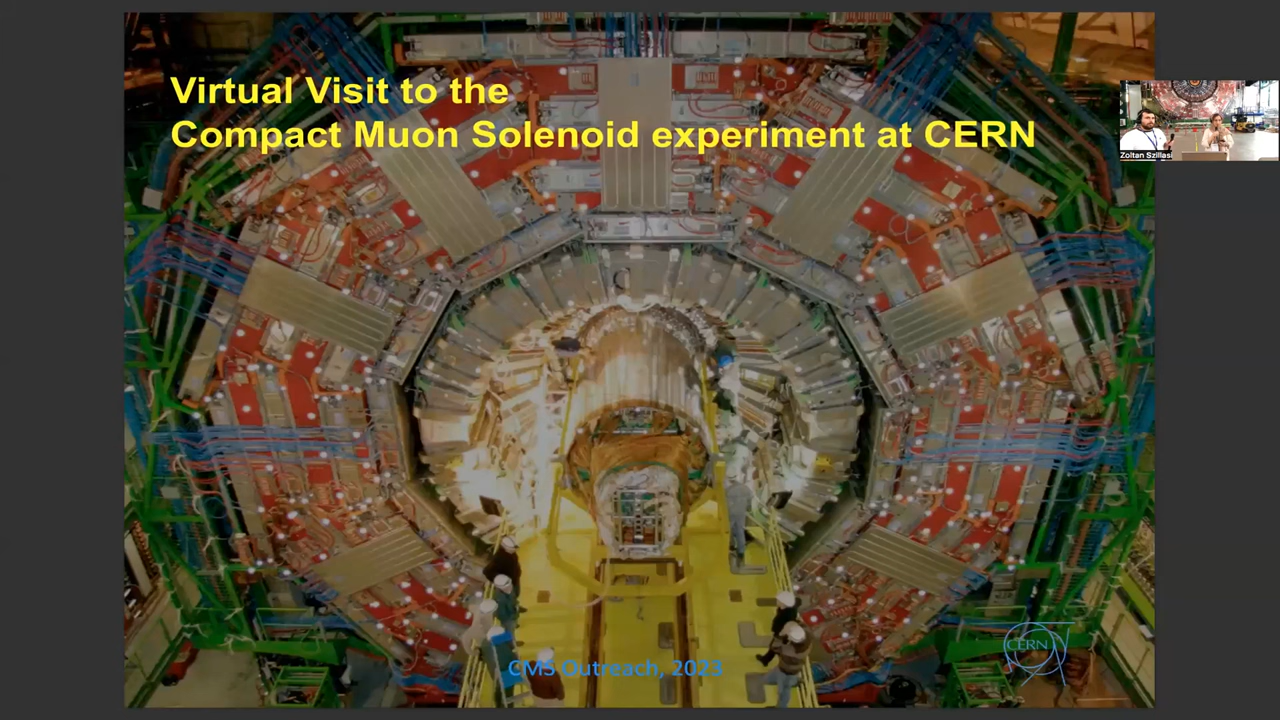 Virtual Visit to the
Compact Muon Solenoid experiment at CERN
Zoltan Szillasi
CMS Outreach, 2023
CERN